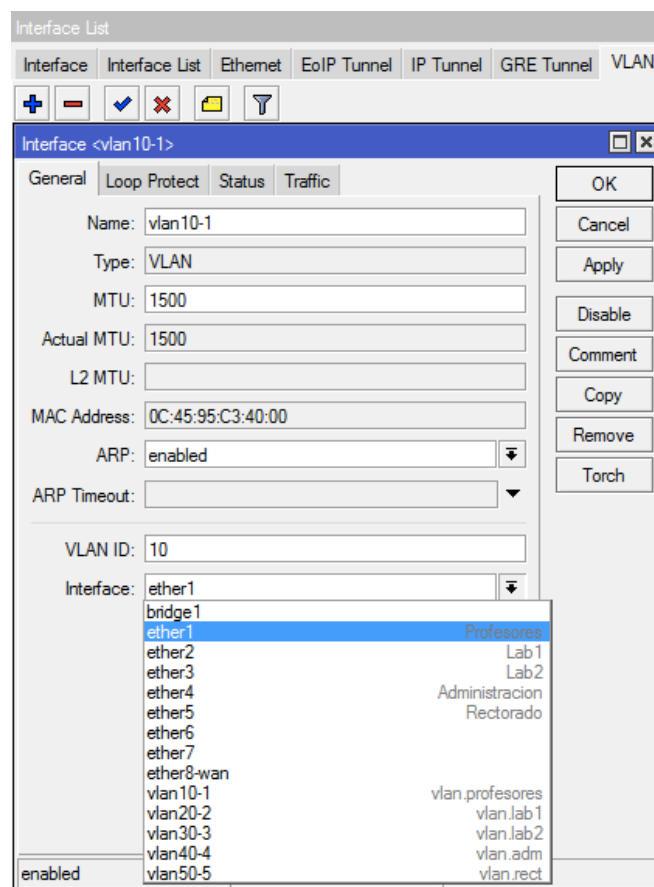 Interface List
Interface Interface List Ethernet EoIP Tunnel IP Tunnel GRE Tunnel VLAN
Interface <vlan10-1>
General Loop Protect Status Traffic
OK
Name: vlan10-1
Cancel
Type: VLAN
Apply
MTU: 1500
Disable
Actual MTU: 1500
Comment
L2 MTU:
Copy
MAC Address: 0C:45:95:C3:40:00
Remove
ARP: enabled
Torch
ARP Timeout:
VLAN ID: 10
Interface: ether1
bridge1
ether1 Profesores
ether2 Lab1
ether3 Lab2
ether4 Administracion
ether5 Rectorado
ether6
ether7
ether8-wan
vlan10-1 vlan.profesores
vlan20-2 vlan.lab1
vlan30-3 vlan.lab2
vlan40-4 vlan.adm
vlan50-5 vlan.rect
enabled